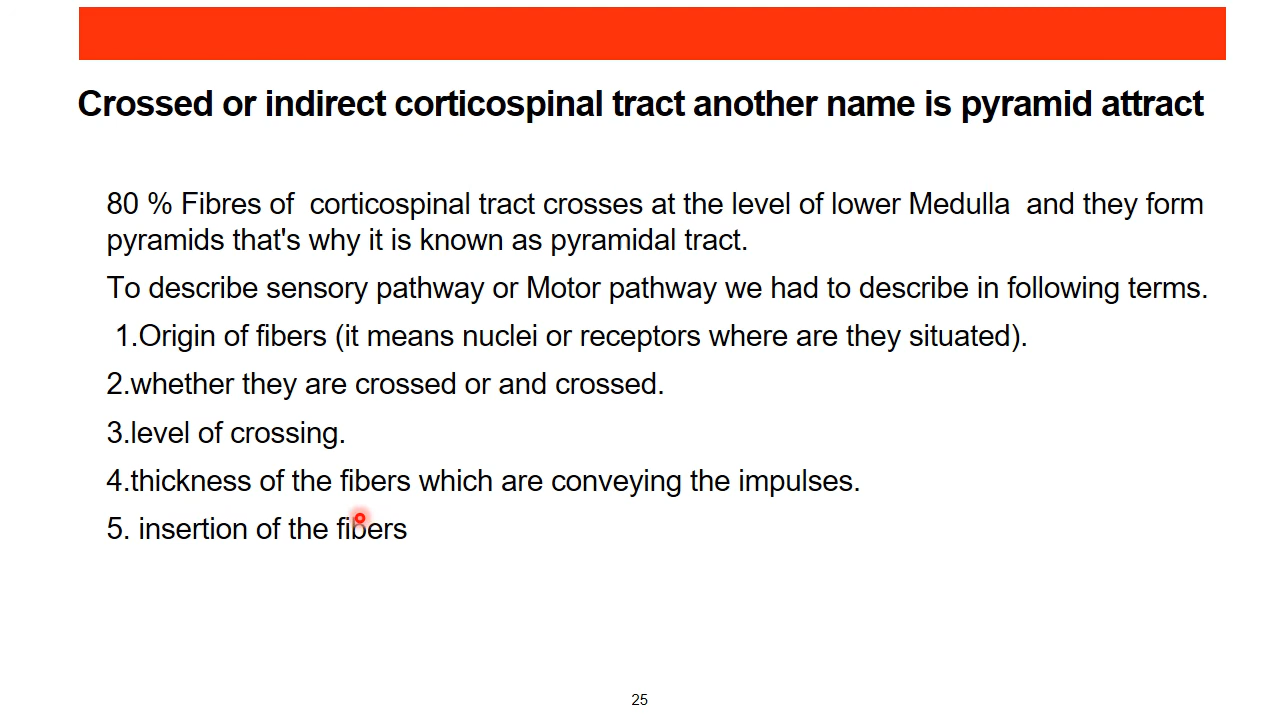 Crossed or indirect corticospinal tract another name is pyramid attract
80 % Fibres of  corticospinal tract crosses at the level of lower Medulla  and they form
pyramids that's why it is known as pyramidal tract.
To describe sensory pathway or Motor pathway we had to describe in following terms.
1.Origin of fibers (it means nuclei or receptors where are they situated).
2.whether they are crossed or and crossed.
3.level of crossing.
4.thickness of the fibers which are conveying the impulses.
5. insertion of the fibers
25